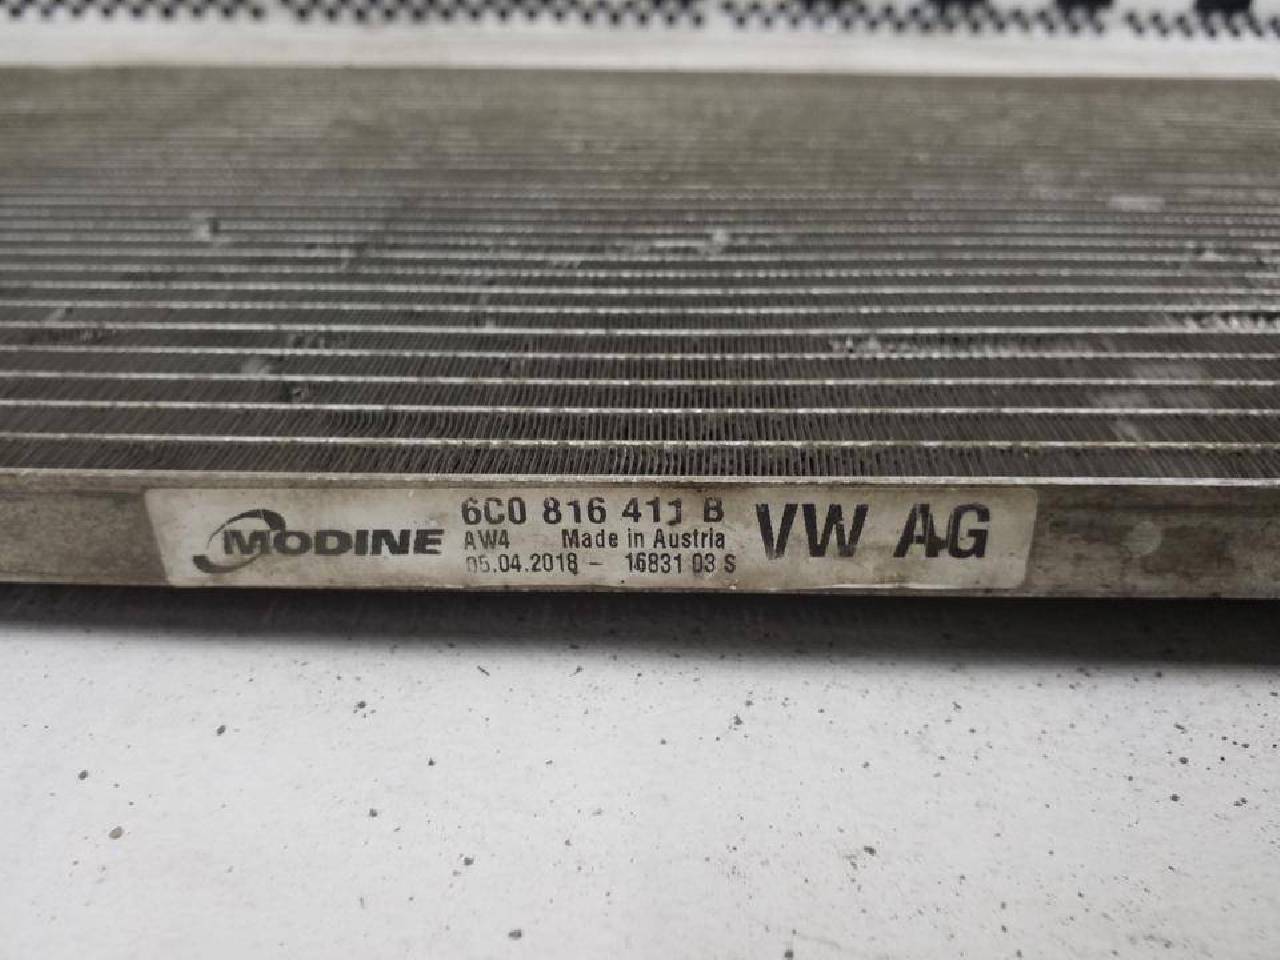 MODINE
6C0 816 411 B
AW4 Made in Austria
05.04.2018 - 16831 03 S
VW AG